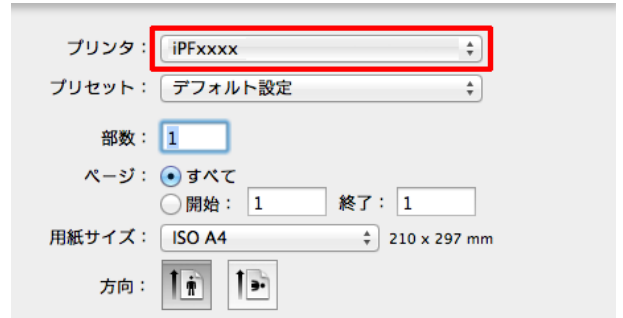 プリンタ： iPFxxxx
プリセット： デフォルト設定
部数： 1
ページ： すべて
開始： 1 終了： 1
用紙サイズ： ISO A4 210 x 297 mm
方向：